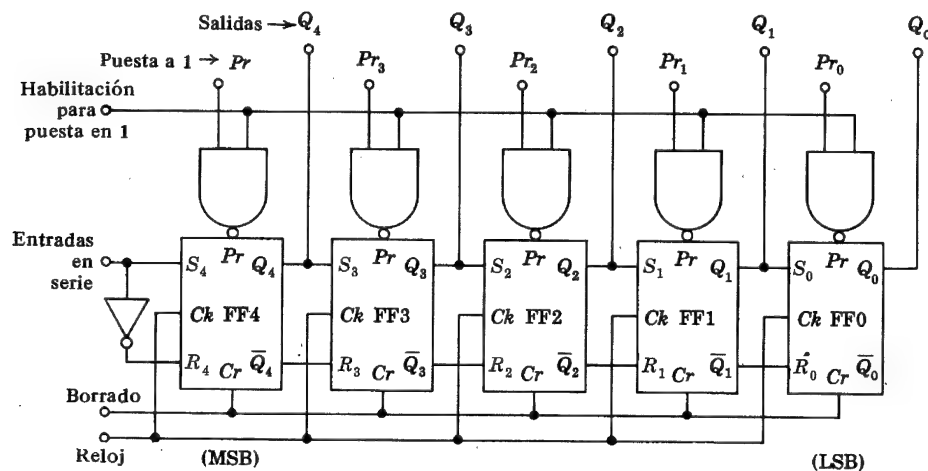 Salidas → Q₄ Q₃ Q₂ Q₁ Q₀
Puesta a 1 → Pr Pr₃ Pr₂ Pr₁ Pr₀
Habilitación
para
puesta en 1
Entradas
en
serie
S₄ Pr Q₄ S₃ Pr Q₃ S₂ Pr Q₂ S₁ Pr Q₁ S₀ Pr Q₀
Ck FF4 Ck FF3 Ck FF2 Ck FF1 Ck FF0
R₄ Cr Q̅₄ R₃ Cr Q̅₃ R₂ Cr Q̅₂ R₁ Cr Q̅₁ R₀ Cr Q̅₀
Borrado
Reloj
(MSB) (LSB)